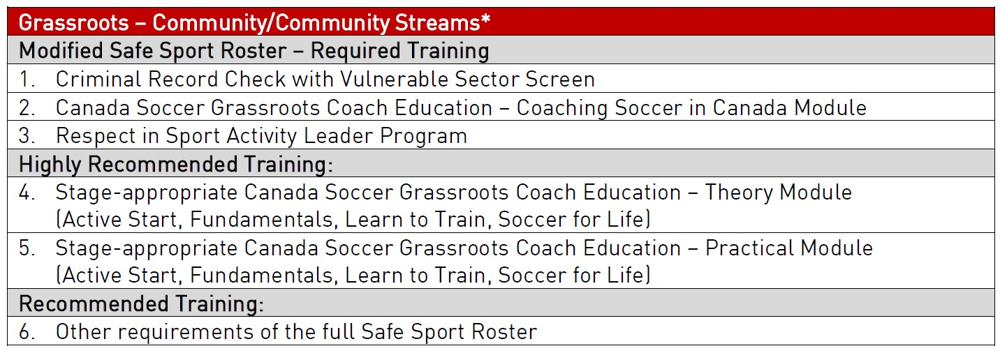 Grassroots – Community/Community Streams*
Modified Safe Sport Roster – Required Training
1. Criminal Record Check with Vulnerable Sector Screen
2. Canada Soccer Grassroots Coach Education – Coaching Soccer in Canada Module
3. Respect in Sport Activity Leader Program
Highly Recommended Training:
4. Stage-appropriate Canada Soccer Grassroots Coach Education – Theory Module
(Active Start, Fundamentals, Learn to Train, Soccer for Life)
5. Stage-appropriate Canada Soccer Grassroots Coach Education – Practical Module
(Active Start, Fundamentals, Learn to Train, Soccer for Life)
Recommended Training:
6. Other requirements of the full Safe Sport Roster